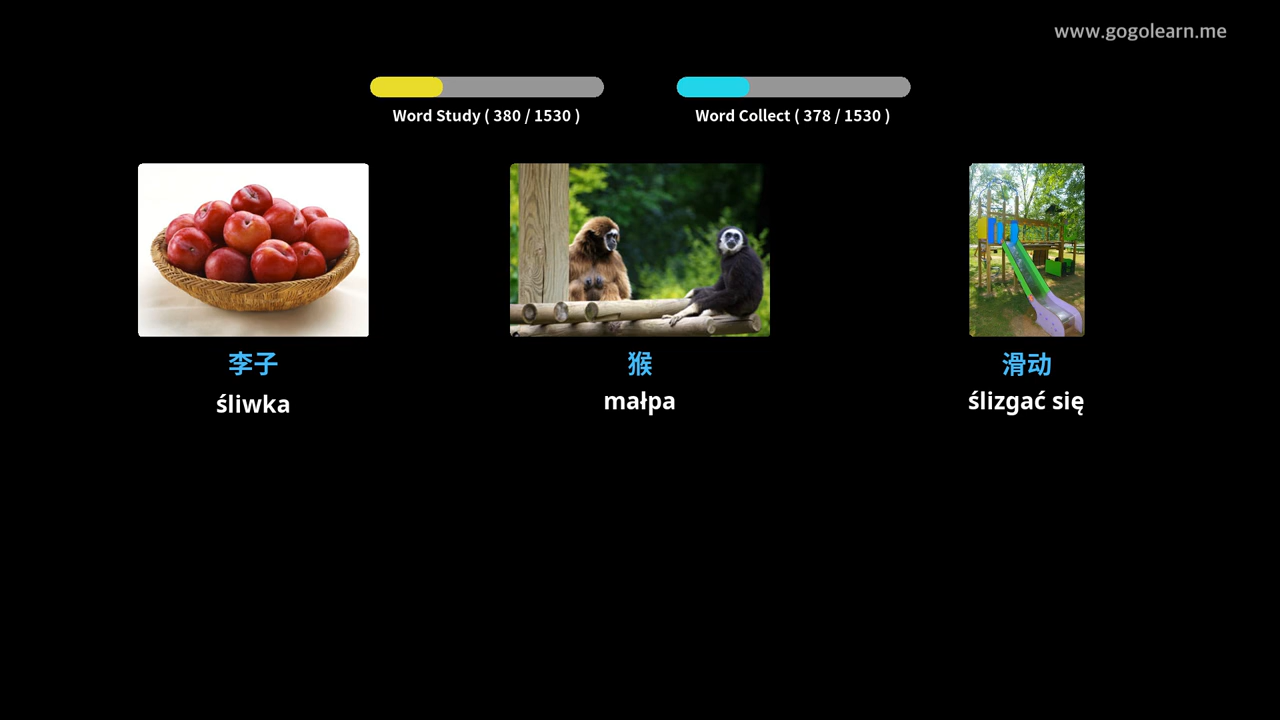 www.gogolearn.me
Word Study ( 380 / 1530 )
Word Collect ( 378 / 1530 )
李子
猴
滑动
śliwka
małpa
ślizgać się